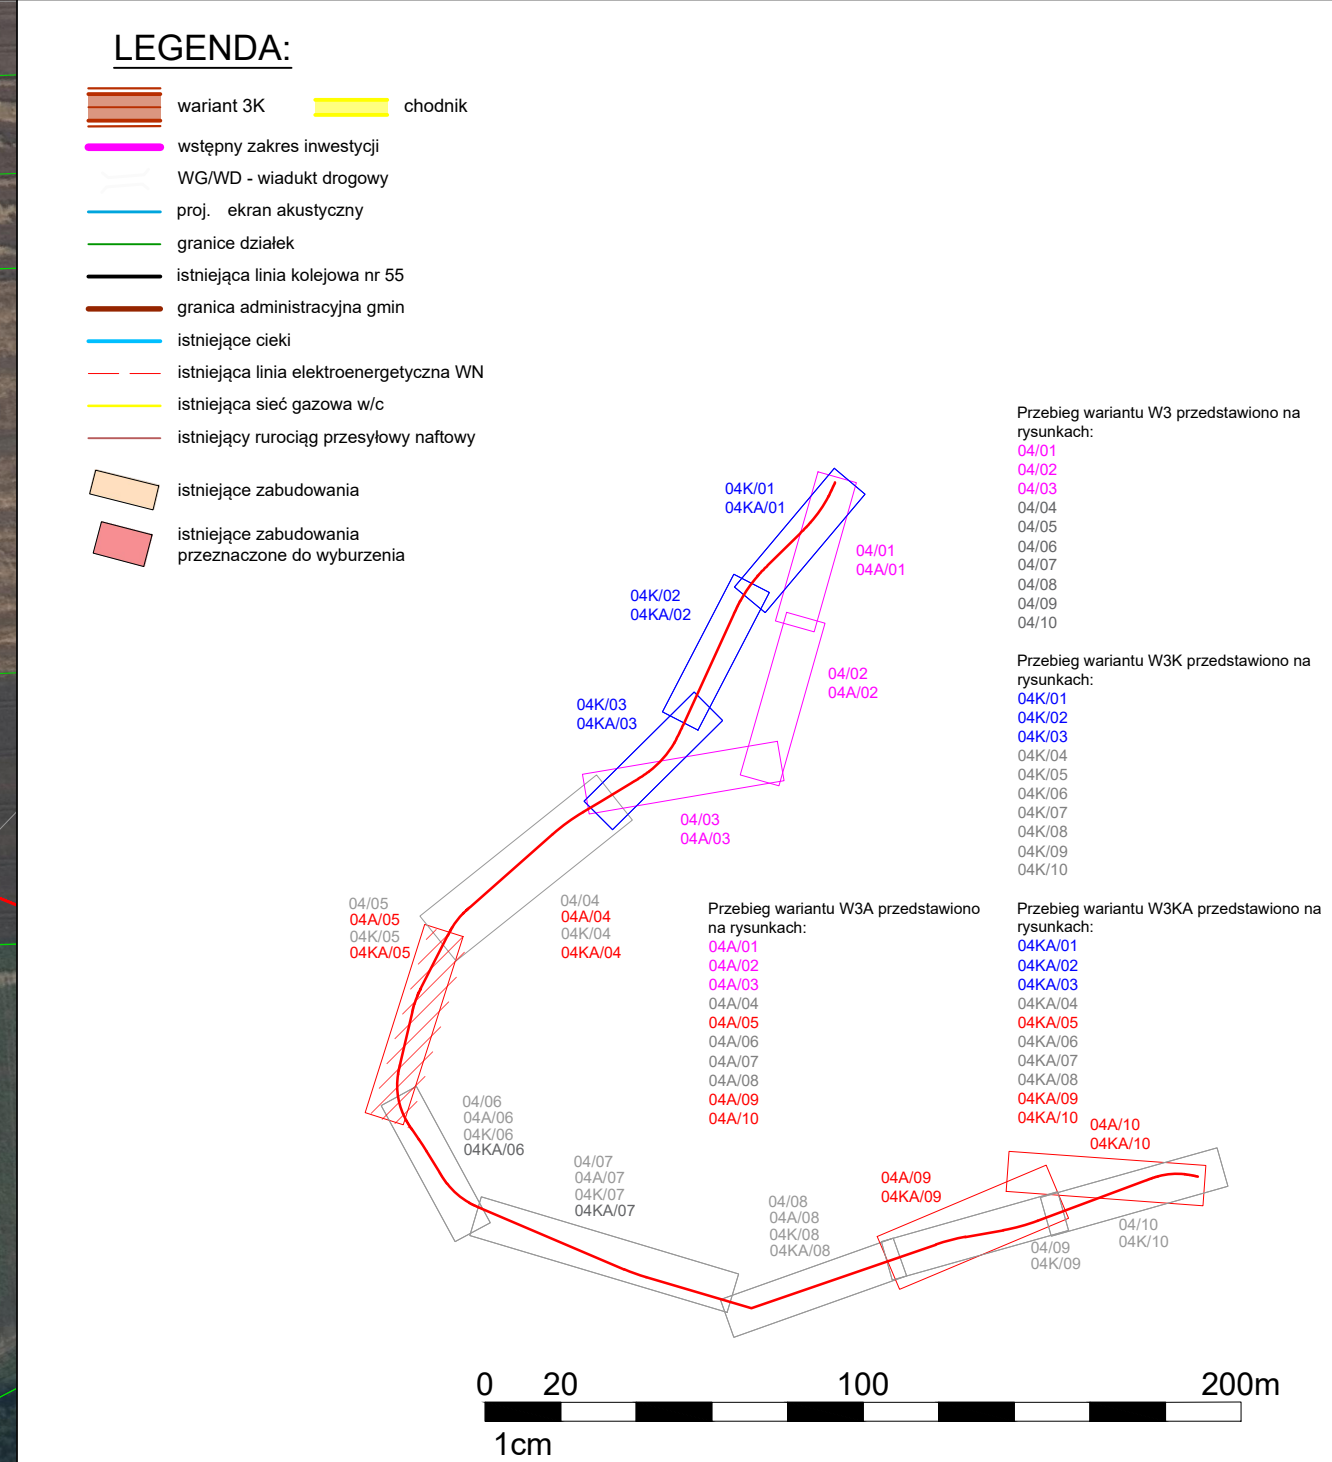 LEGENDA:
wariant 3K
chodnik
wstępny zakres inwestycji
WG/WD - wiadukt drogowy
proj. ekran akustyczny
granice działek
istniejąca linia kolejowa nr 55
granica administracyjna gmin
istniejące cieki
istniejąca linia elektroenergetyczna WN
istniejąca sieć gazowa w/c
istniejący rurociąg przesyłowy naftowy
istniejące zabudowania
istniejące zabudowania
przeznaczone do wyburzenia
Przebieg wariantu W3 przedstawiono na
rysunkach:
04/01
04/02
04/03
04/04
04/05
04/06
04/07
04/08
04/09
04/10
Przebieg wariantu W3K przedstawiono na
rysunkach:
04K/01
04K/02
04K/03
04K/04
04K/05
04K/06
04K/07
04K/08
04K/09
04K/10
Przebieg wariantu W3A przedstawiono
na rysunkach:
04A/01
04A/02
04A/03
04A/04
04A/05
04A/06
04A/07
04A/08
04A/09
04A/10
Przebieg wariantu W3KA przedstawiono na
rysunkach:
04KA/01
04KA/02
04KA/03
04KA/04
04KA/05
04KA/06
04KA/07
04KA/08
04KA/09
04KA/10
04K/01
04KA/01
04/01
04A/01
04K/02
04KA/02
04/02
04A/02
04K/03
04KA/03
04/03
04A/03
04/05
04A/05
04K/05
04KA/05
04/04
04A/04
04K/04
04KA/04
04/06
04A/06
04K/06
04KA/06
04/07
04A/07
04K/07
04KA/07
04/08
04A/08
04K/08
04KA/08
04A/09
04KA/09
04A/10
04KA/10
04/09
04K/09
04/10
04K/10
0 20 100 200m
1cm